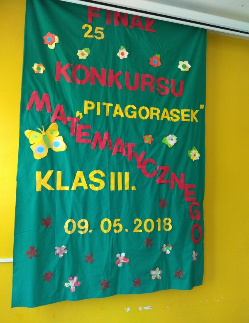 FINAŁ
25
KONKURSU
MATEMATYCZNEGO
„PITAGORASEK"
KLAS III.
09. 05. 2018